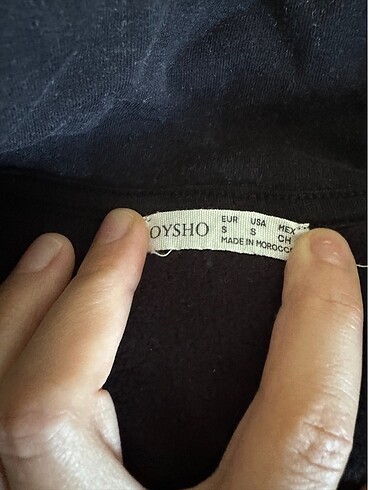 OYSHO
EUR USA MEX
S S CH
MADE IN MOROCCO